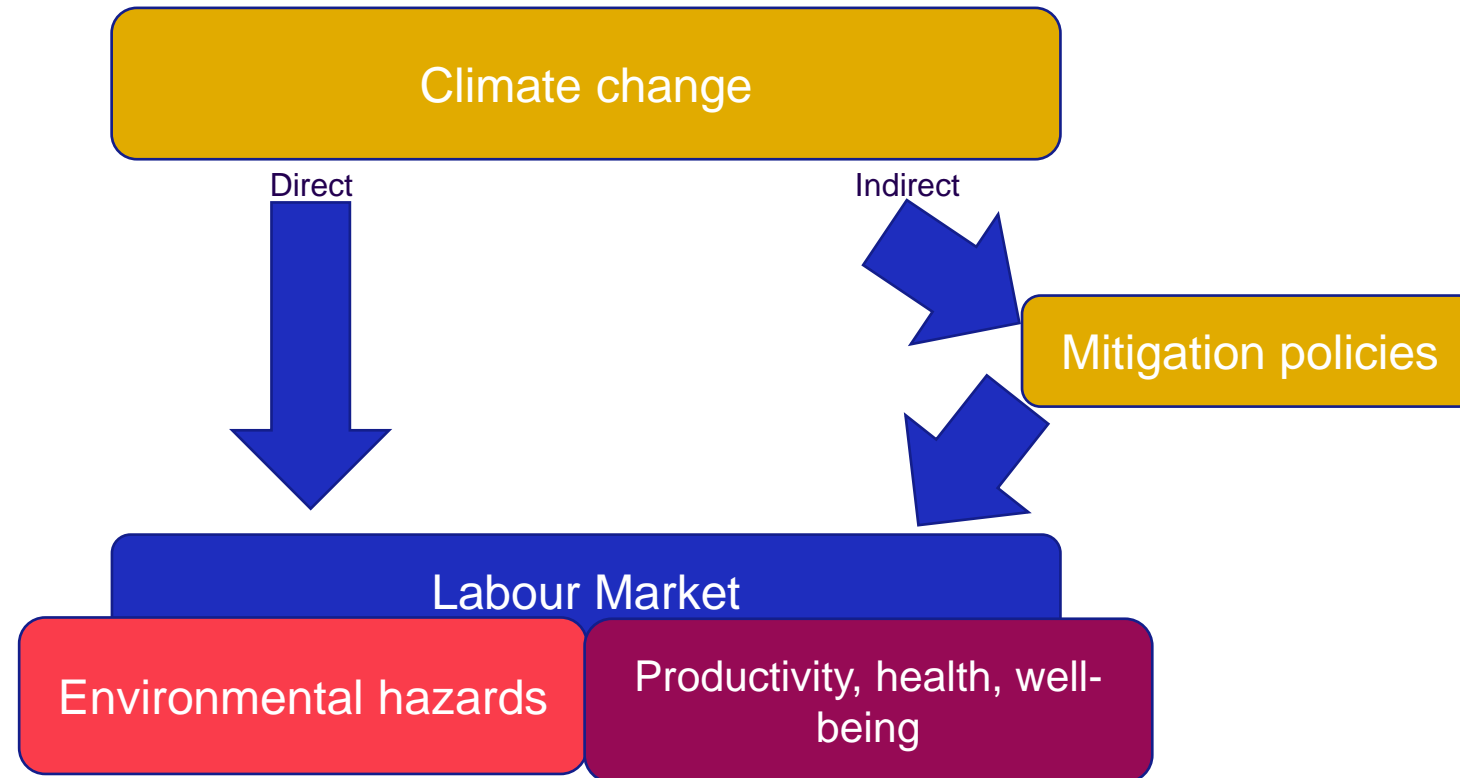 Climate change
Direct
Indirect
Mitigation policies
Labour Market
Environmental hazards
Productivity, health, well-
being